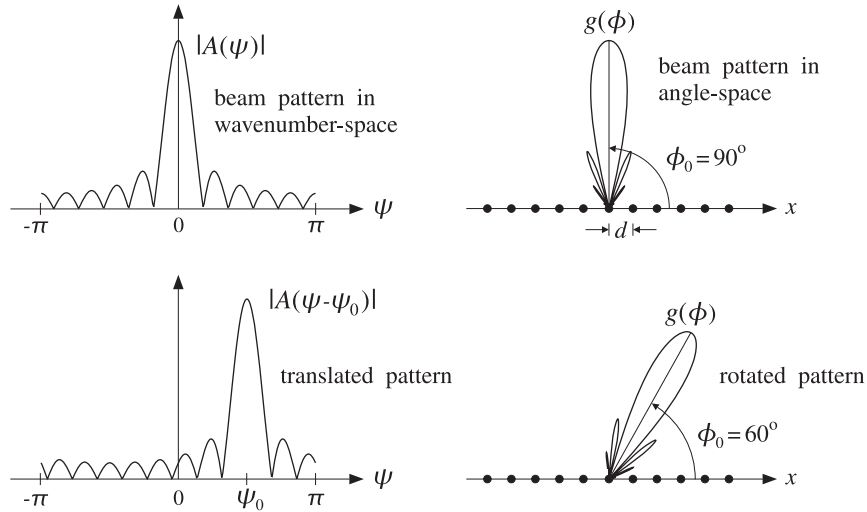 |A(ψ)|
beam pattern in
wavenumber-space
-π
0
π
ψ
g(ϕ)
beam pattern in
angle-space
ϕ₀ = 90°
x
d
|A(ψ-ψ₀)|
translated pattern
-π
0
ψ₀
π
ψ
g(ϕ)
rotated pattern
ϕ₀ = 60°
x